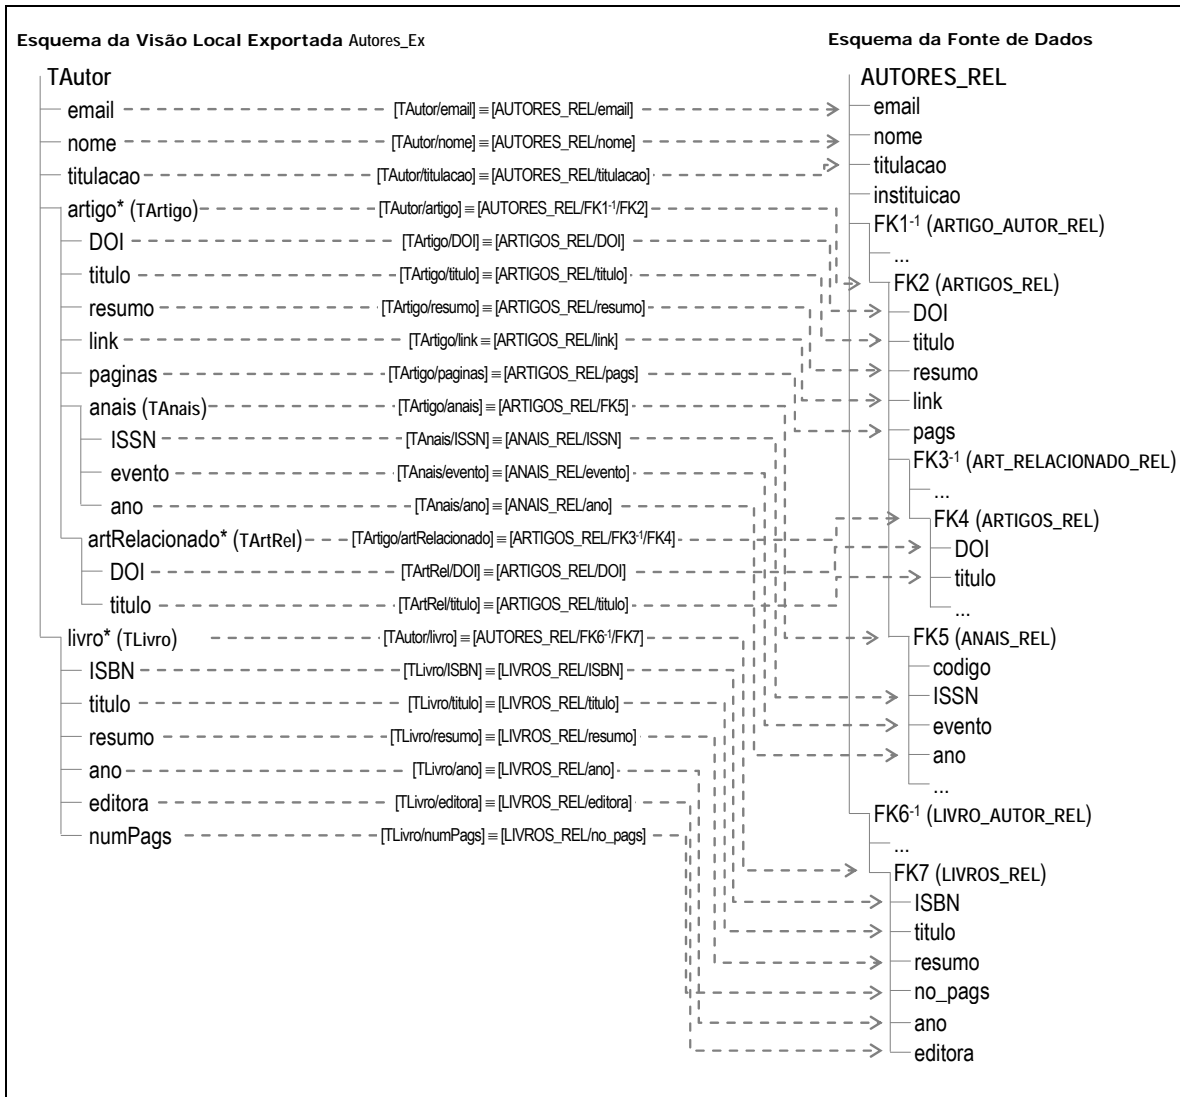 Esquema da Visão Local Exportada Autores_Ex
TAutor
email [TAutor/email] ≡ [AUTORES_REL/email]
nome [TAutor/nome] ≡ [AUTORES_REL/nome]
titulacao [TAutor/titulacao] ≡ [AUTORES_REL/titulacao]
artigo* (TArtigo) [TAutor/artigo] ≡ [AUTORES_REL/FK1⁻¹/FK2]
DOI [TArtigo/DOI] ≡ [ARTIGOS_REL/DOI]
titulo [TArtigo/titulo] ≡ [ARTIGOS_REL/titulo]
resumo [TArtigo/resumo] ≡ [ARTIGOS_REL/resumo]
link [TArtigo/link ≡ [ARTIGOS_REL/link]
paginas [TArtigo/paginas] ≡ [ARTIGOS_REL/pags]
anais (TAnais) [TArtigo/anais] ≡ [ARTIGOS_REL/FK5]
ISSN [TAnais/ISSN] ≡ [ANAIS_REL/ISSN]
evento [TAnais/evento] ≡ [ANAIS_REL/evento]
ano [TAnais/ano] ≡ [ANAIS_REL/ano]
artRelacionado* (TArtRel) [TArtigo/artRelacionado] ≡ [ARTIGOS_REL/FK3⁻¹/FK4]
DOI [TArtRel/DOI] ≡ [ARTIGOS_REL/DOI]
titulo [TArtRel/titulo] ≡ [ARTIGOS_REL/titulo]
livro* (TLivro) [TAutor/livro] ≡ [AUTORES_REL/FK6⁻¹/FK7]
ISBN [TLivro/ISBN] ≡ [LIVROS_REL/ISBN]
titulo [TLivro/titulo] ≡ [LIVROS_REL/titulo]
resumo [TLivro/resumo] ≡ [LIVROS_REL/resumo]
ano [TLivro/ano] ≡ [LIVROS_REL/ano]
editora [TLivro/editora] ≡ [LIVROS_REL/editora]
numPags [TLivro/numPags] ≡ [LIVROS_REL/no_pags]
Esquema da Fonte de Dados
AUTORES_REL
email
nome
titulacao
instituicao
FK1⁻¹ (ARTIGO_AUTOR_REL)
...
FK2 (ARTIGOS_REL)
DOI
titulo
resumo
link
pags
FK3⁻¹ (ART_RELACIONADO_REL)
...
FK4 (ARTIGOS_REL)
DOI
titulo
...
FK5 (ANAIS_REL)
codigo
ISSN
evento
ano
...
FK6⁻¹ (LIVRO_AUTOR_REL)
...
FK7 (LIVROS_REL)
ISBN
titulo
resumo
no_pags
ano
editora